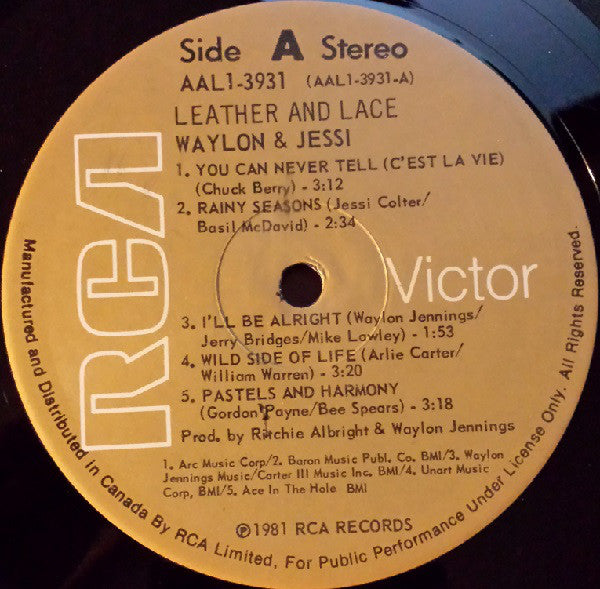 Side A Stereo
AAL1-3931 (AAL1-3931-A)
LEATHER AND LACE
WAYLON & JESSI
1. YOU CAN NEVER TELL (C'EST LA VIE)
(Chuck Berry) - 3:12
2. RAINY SEASONS (Jessi Colter/
Basil McDavid) - 2:34
RCA
Victor
3. I'LL BE ALRIGHT (Waylon Jennings/
Jerry Bridges/Mike Lawley) - 1:53
4. WILD SIDE OF LIFE (Arlie Carter/
William Warren) - 3:20
5. PASTELS AND HARMONY
(Gordon Payne/Bee Spears) - 3:18
Prod. by Ritchie Albright & Waylon Jennings
1. Arc Music Corp/2. Baron Music Publ. Co. BMI/3. Waylon
Jennings Music/Carter III Music Inc. BMI/4. Unart Music
Corp, BMI/5. Ace In The Hole BMI
℗1981 RCA RECORDS
Manufactured and Distributed in Canada By RCA Limited, For Public Performance Under License Only. All Rights Reserved.